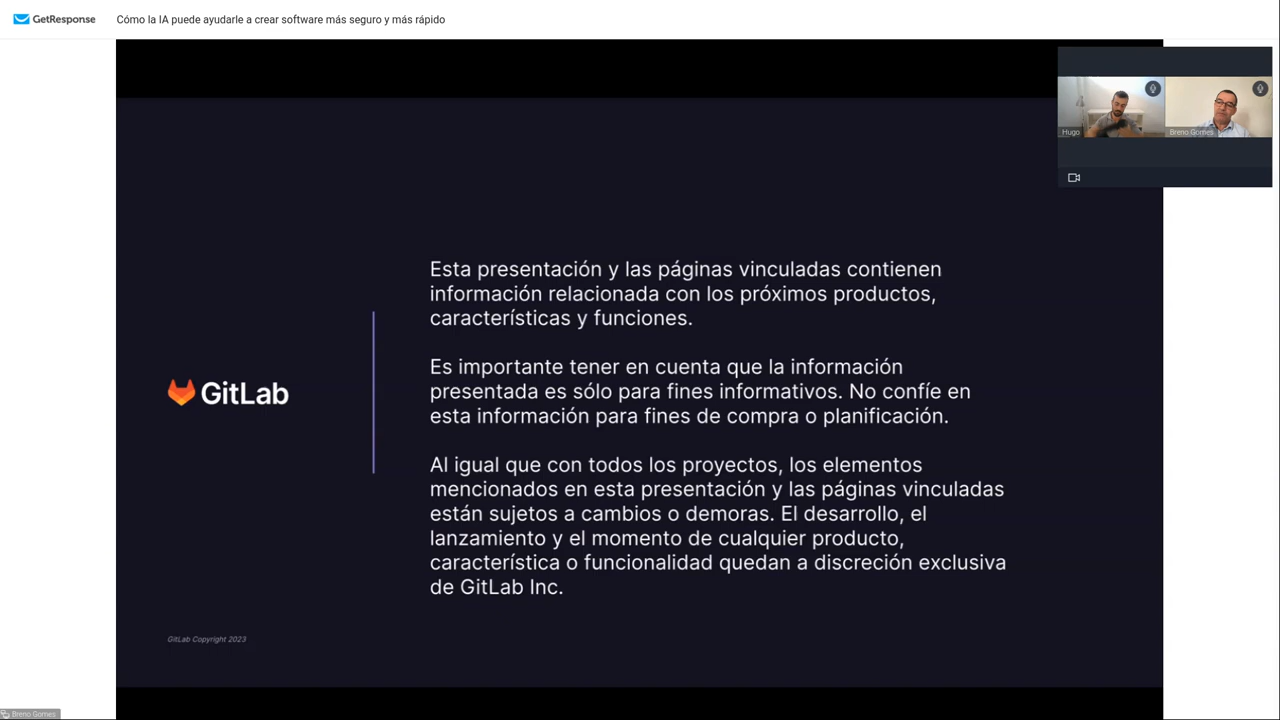 GetResponse
Cómo la IA puede ayudarle a crear software más seguro y más rápido
Hugo
Breno Gomes
Esta presentación y las páginas vinculadas contienen
información relacionada con los próximos productos,
características y funciones.
Es importante tener en cuenta que la información
presentada es sólo para fines informativos. No confíe en
esta información para fines de compra o planificación.
GitLab
Al igual que con todos los proyectos, los elementos
mencionados en esta presentación y las páginas vinculadas
están sujetos a cambios o demoras. El desarrollo, el
lanzamiento y el momento de cualquier producto,
característica o funcionalidad quedan a discreción exclusiva
de GitLab Inc.
GitLab Copyright 2023
Breno Gomes